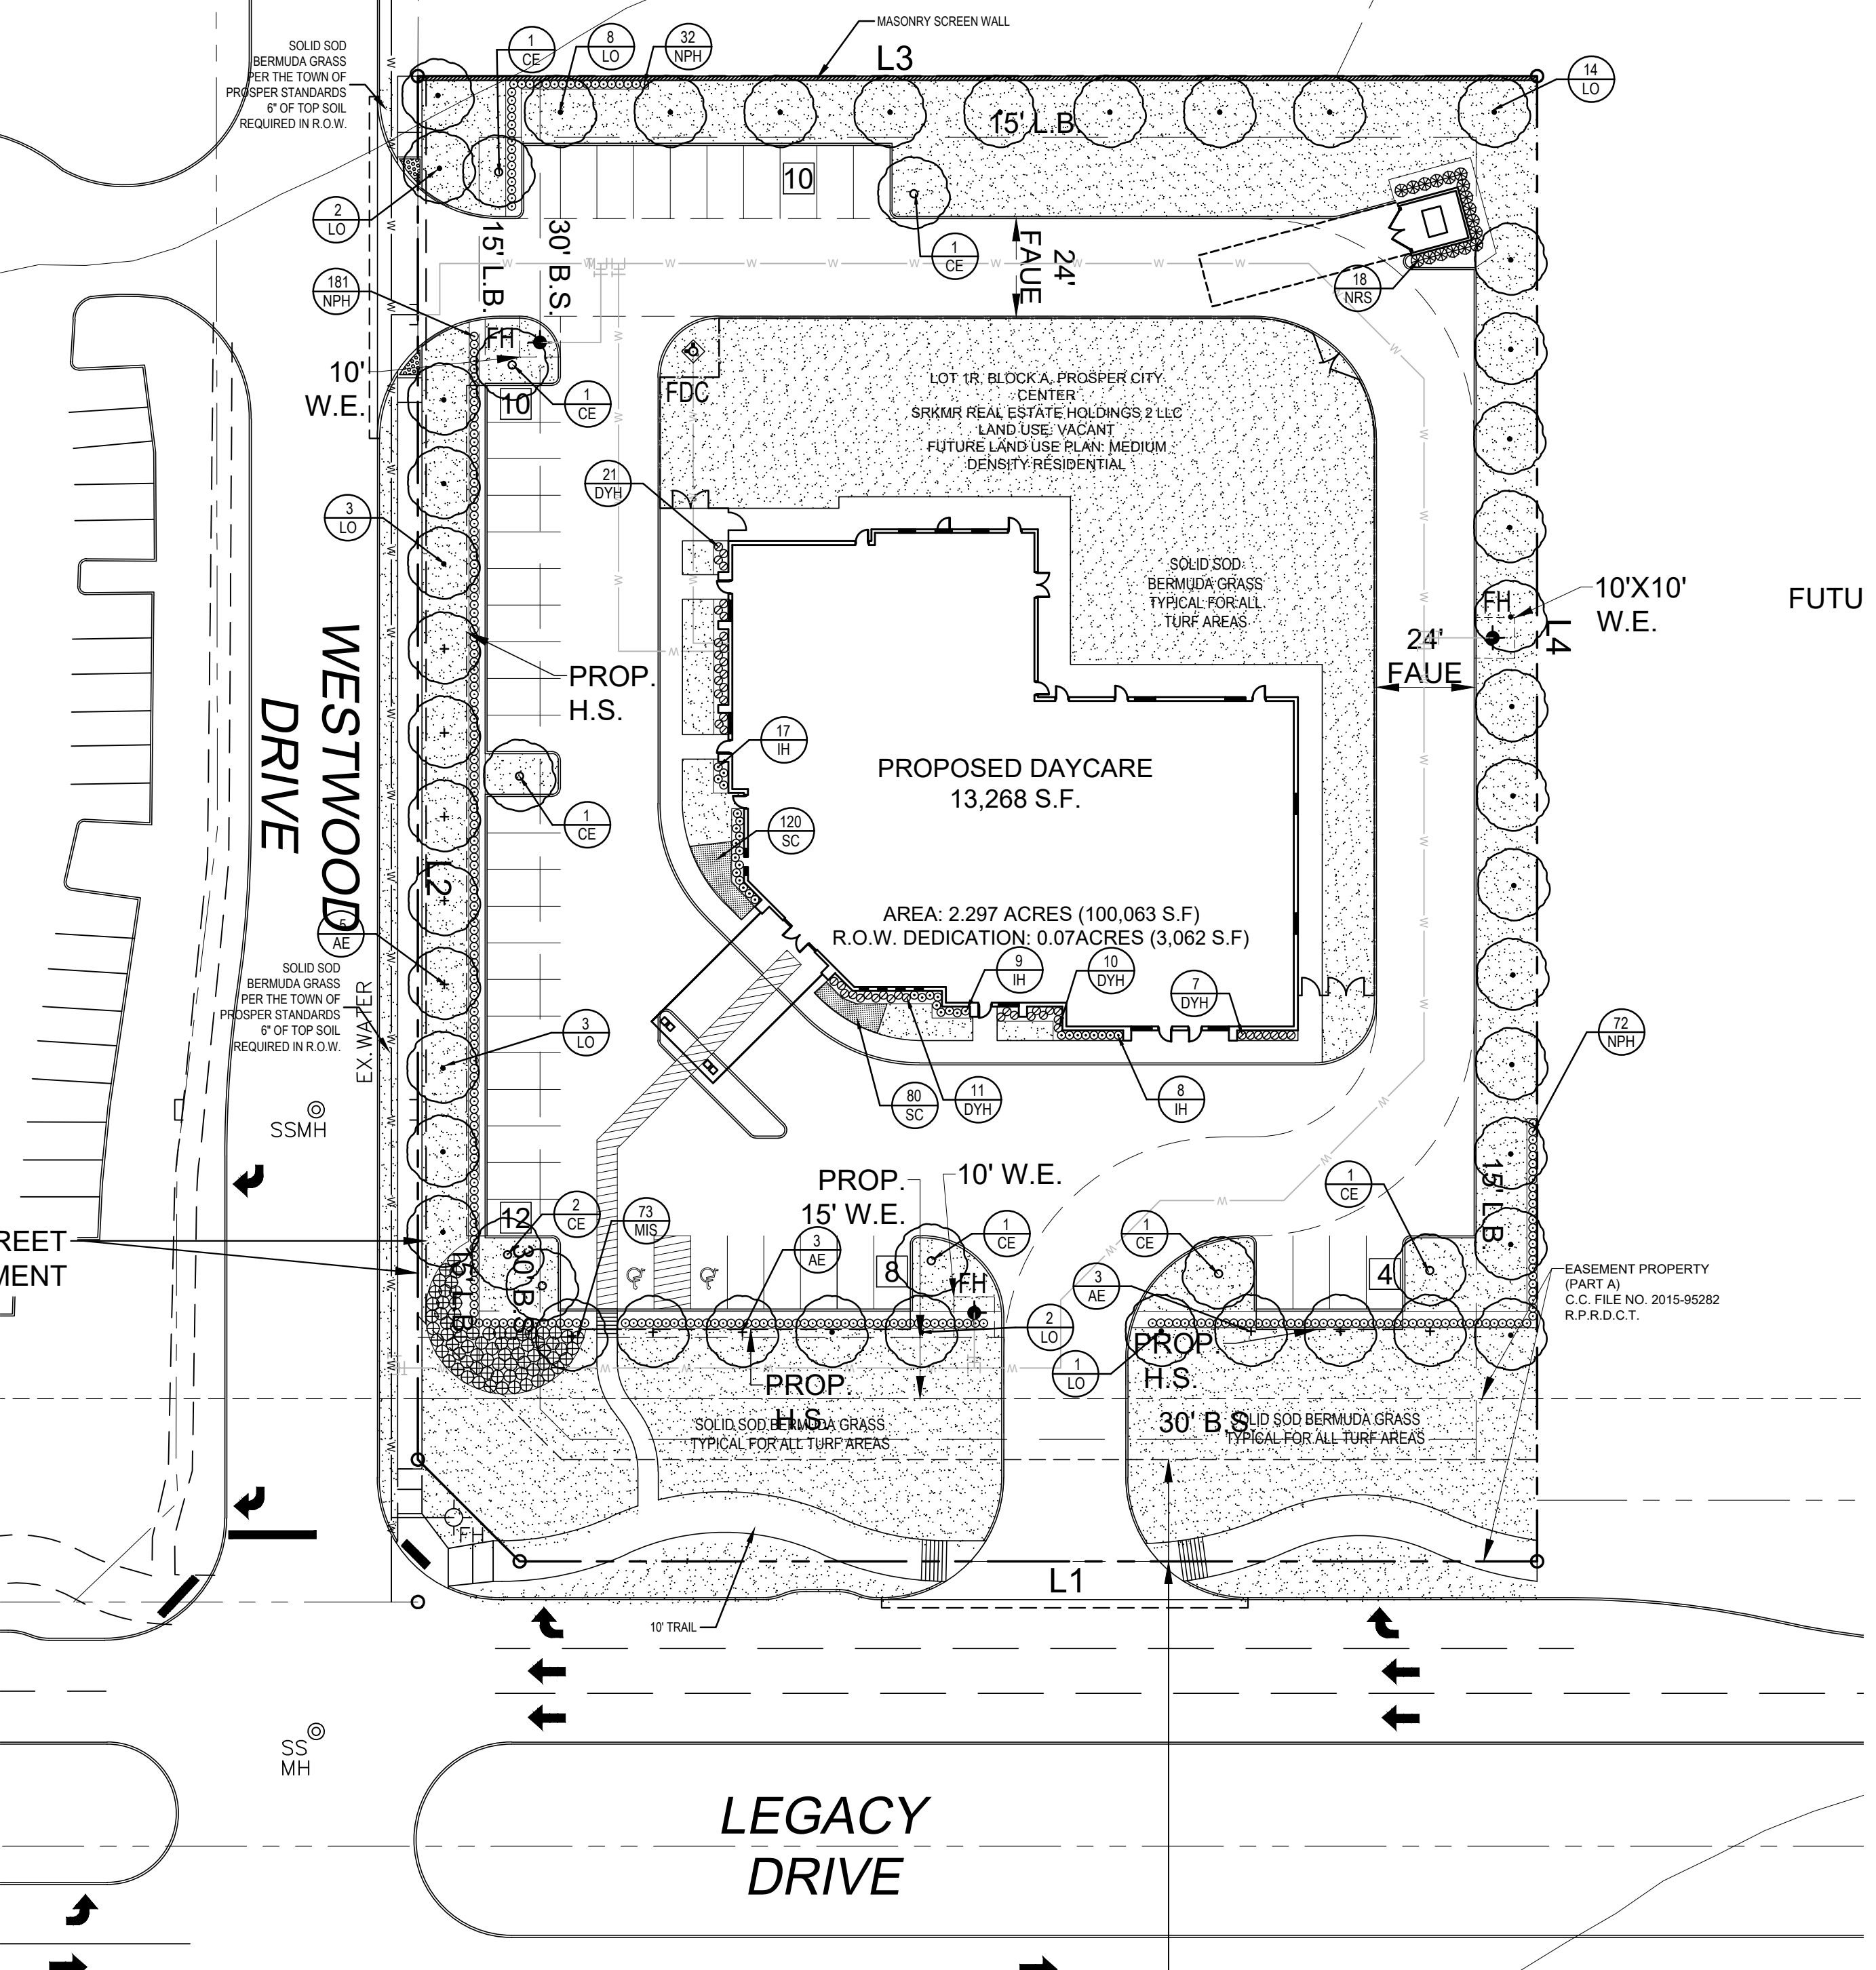 MASONRY SCREEN WALL
L3
SOLID SOD
BERMUDA GRASS
PER THE TOWN OF
PROSPER STANDARDS
6" OF TOP SOIL
REQUIRED IN R.O.W.
1
CE
8
LO
32
NPH
14
LO
15' L.B.
10
2
LO
15' L.B.
30' B.S.
1
CE
24'
FAUE
18
NRS
181
NPH
FH
10'
W.E.
10
1
CE
FDC
LOT 1R, BLOCK A, PROSPER CITY
CENTER
SRKMR REAL ESTATE HOLDINGS 2 LLC
LAND USE: VACANT
FUTURE LAND USE PLAN: MEDIUM
DENSITY RESIDENTIAL
21
DYH
3
LO
SOLID SOD
BERMUDA GRASS
TYPICAL FOR ALL
TURF AREAS
FH
10'X10'
W.E.
FUTU
L4
24'
FAUE
WESTWOOD
DRIVE
PROP.
H.S.
17
IH
PROPOSED DAYCARE
13,268 S.F.
1
CE
120
SC
L2
AREA: 2.297 ACRES (100,063 S.F)
R.O.W. DEDICATION: 0.07ACRES (3,062 S.F)
5
AE
SOLID SOD
BERMUDA GRASS
PER THE TOWN OF
PROSPER STANDARDS
6" OF TOP SOIL
REQUIRED IN R.O.W.
EX. WATER
9
IH
10
DYH
7
DYH
3
LO
72
NPH
SSMH
80
SC
11
DYH
8
IH
PROP.
15' W.E.
10' W.E.
1
CE
15' LB
12
2
CE
73
MIS
3
AE
1
CE
1
CE
REET
MENT
15' L.B.
30' B.S.
8
FH
3
AE
4
EASEMENT PROPERTY
(PART A)
C.C. FILE NO. 2015-95282
R.P.R.D.C.T.
2
LO
1
LO
PROP.
H.S.
PROP.
H.S.
SOLID SOD BERMUDA GRASS
TYPICAL FOR ALL TURF AREAS
30' B.S.
SOLID SOD BERMUDA GRASS
TYPICAL FOR ALL TURF AREAS
FH
L1
10' TRAIL
SS
MH
LEGACY
DRIVE